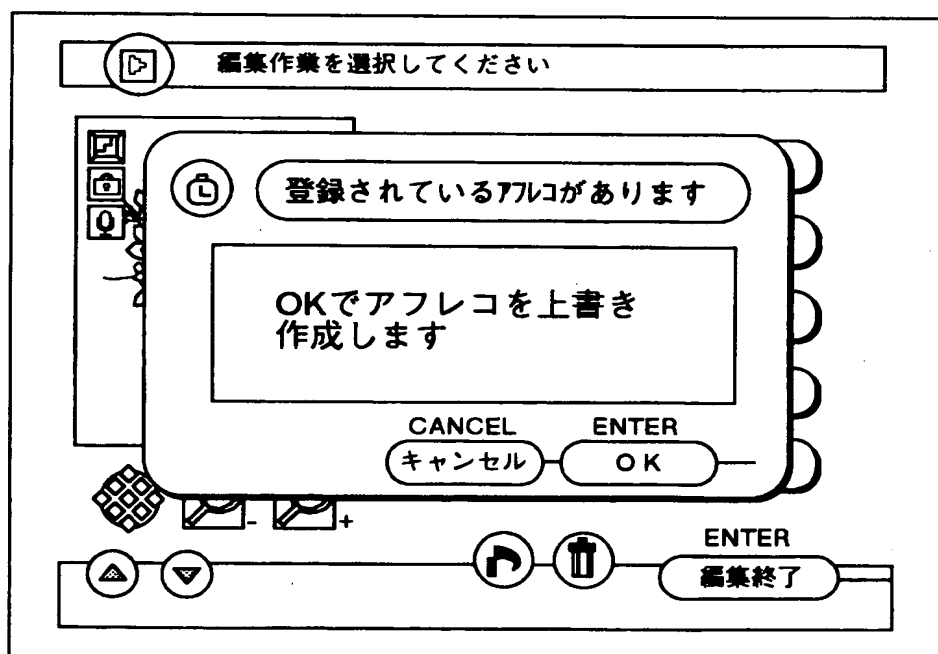 編集作業を選択してください
登録されているｱﾌﾚｺがあります
OKでアフレコを上書き
作成します
CANCEL ENTER
キャンセル OK
- +
ENTER
編集終了